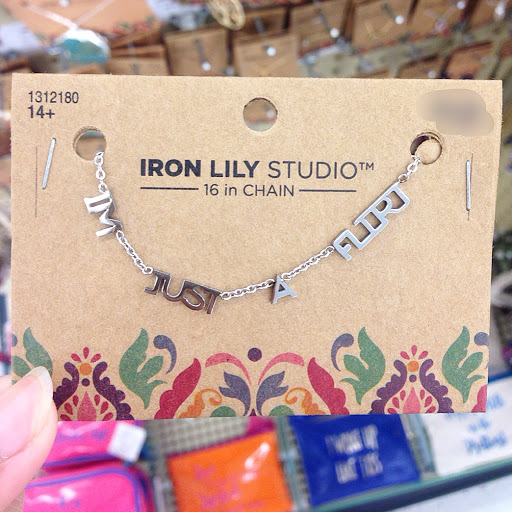 1312180
14+
IRON LILY STUDIO™
16 in CHAIN
IM JUST A FLIRT